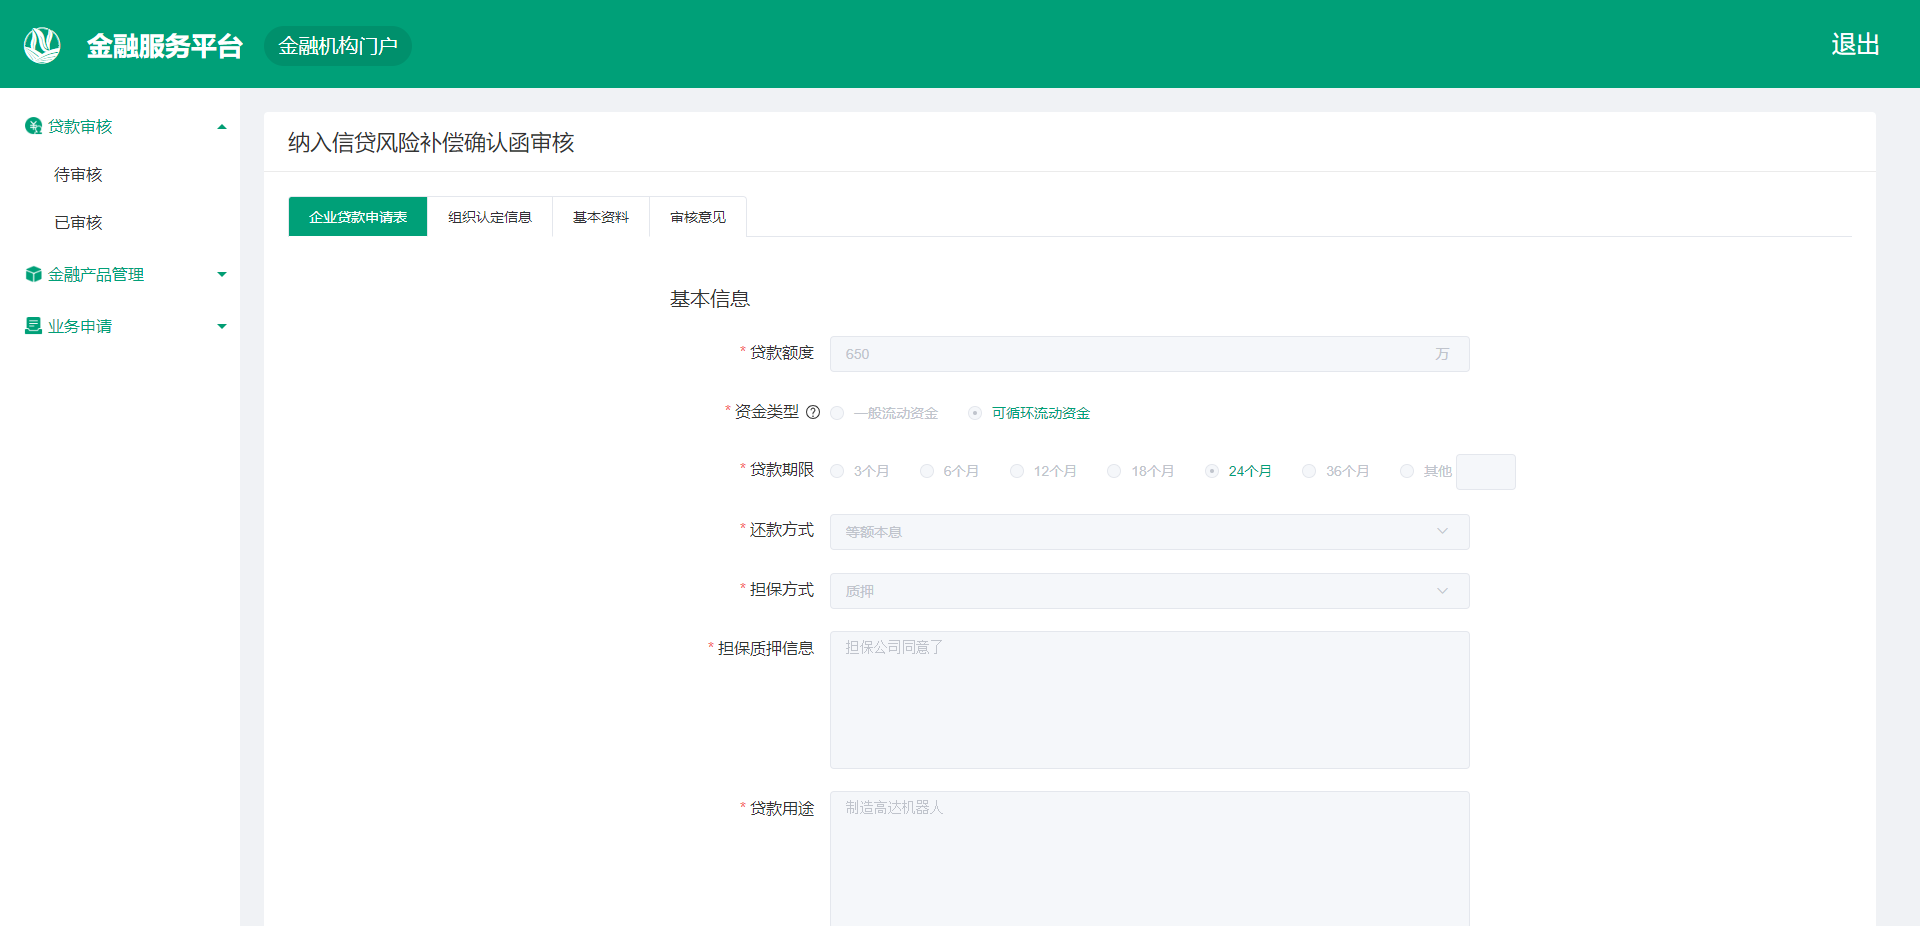 金融服务平台 金融机构门户 退出
贷款审核
待审核
已审核
金融产品管理
业务申请
纳入信贷风险补偿确认函审核
企业贷款申请表 组织认定信息 基本资料 审核意见
基本信息
* 贷款额度 650 万
* 资金类型 一般流动资金 可循环流动资金
* 贷款期限 3个月 6个月 12个月 18个月 24个月 36个月 其他
* 还款方式 等额本息
* 担保方式 质押
* 担保质押信息 担保公司同意了
* 贷款用途 制造高达机器人